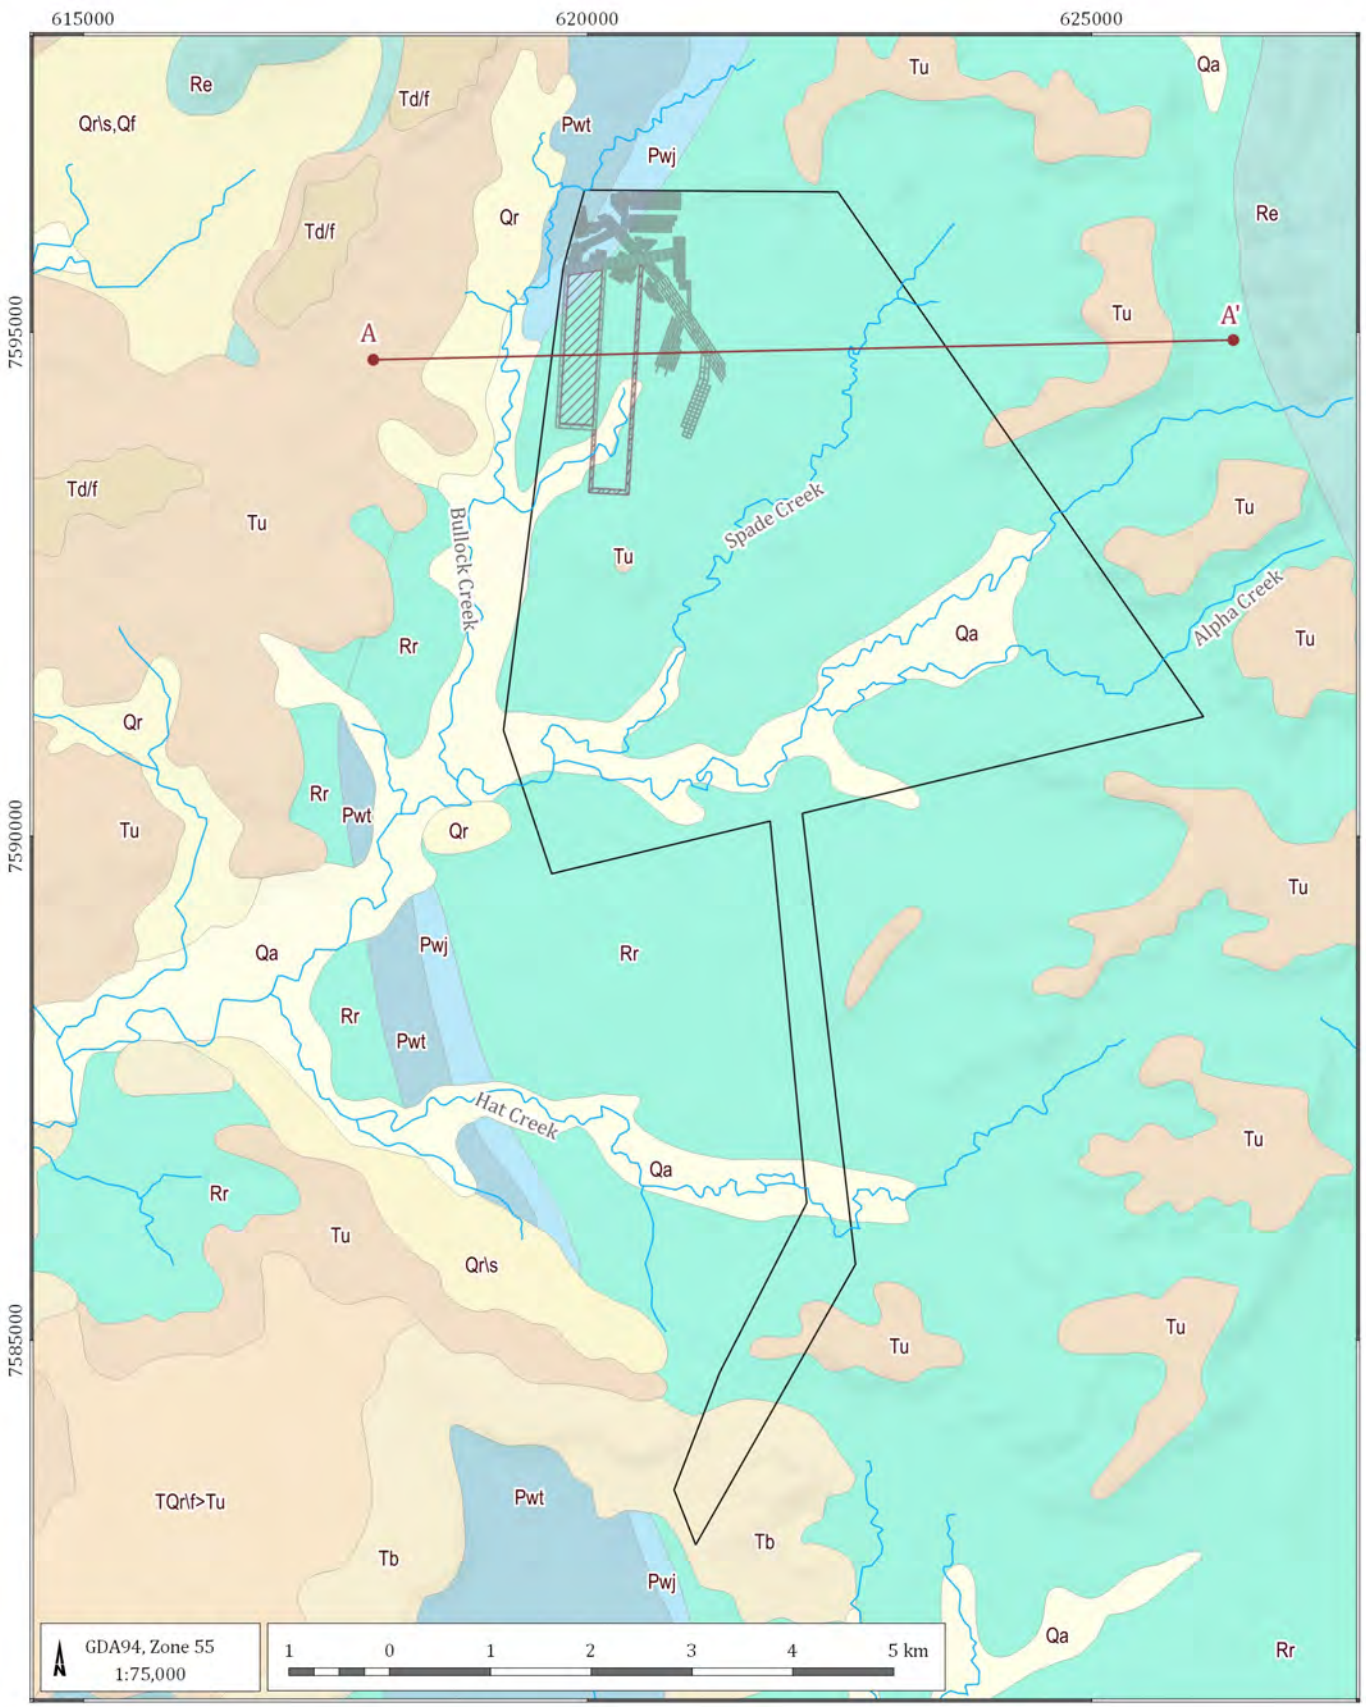 615000 620000 625000
Re
Td/f
Tu
Qa
Qr\s,Qf
Pwt
Pwj
Td/f
Qr
Re
7595000
A
Tu
A'
Td/f
Tu
Bullock Creek
Spade Creek
Tu
Tu
Alpha Creek
Rr
Qa
Tu
Qr
Rr
Pwt
Tu
Qr
7590000
Tu
Qa
Pwj
Rr
Rr
Pwt
Hat Creek
Tu
Qa
Rr
Tu
Qr\s
7585000
Tu
Tu
TQr\f>Tu
Pwt
Tb
Tb
Pwj
Qa
Rr
N
GDA94, Zone 55
1:75,000
1 0 1 2 3 4 5 km